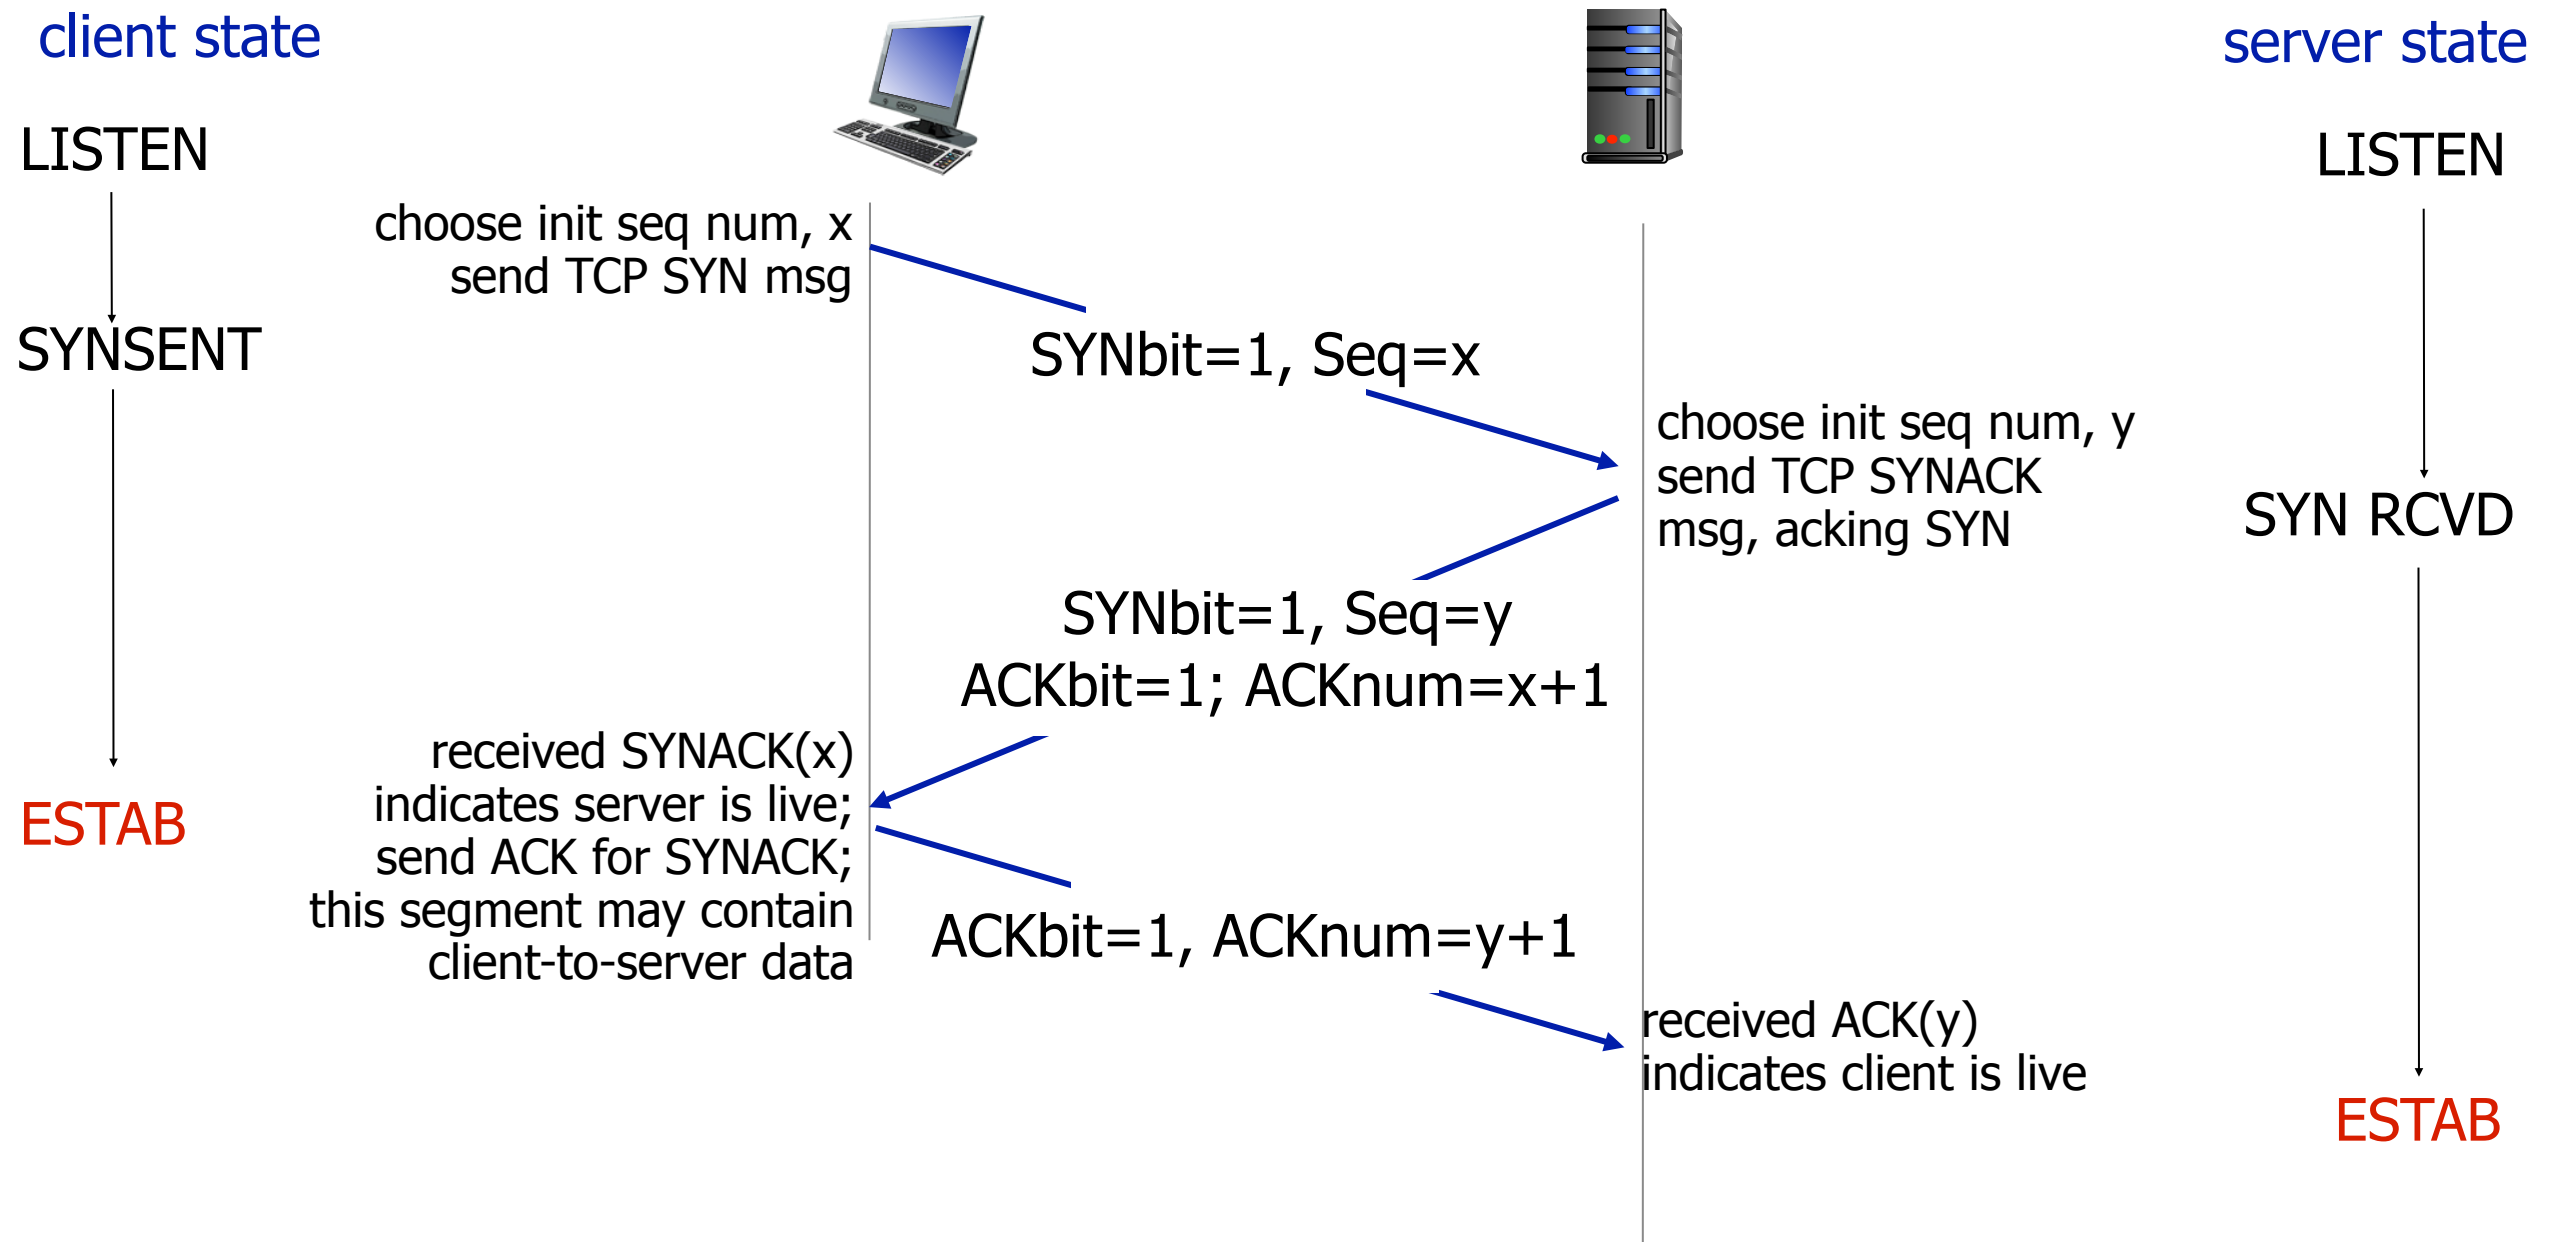 client state
server state
LISTEN
LISTEN
choose init seq num, x
send TCP SYN msg
SYNSENT
SYNbit=1, Seq=x
choose init seq num, y
send TCP SYNACK
msg, acking SYN
SYN RCVD
SYNbit=1, Seq=y
ACKbit=1; ACKnum=x+1
received SYNACK(x)
indicates server is live;
send ACK for SYNACK;
this segment may contain
client-to-server data
ESTAB
ACKbit=1, ACKnum=y+1
received ACK(y)
indicates client is live
ESTAB